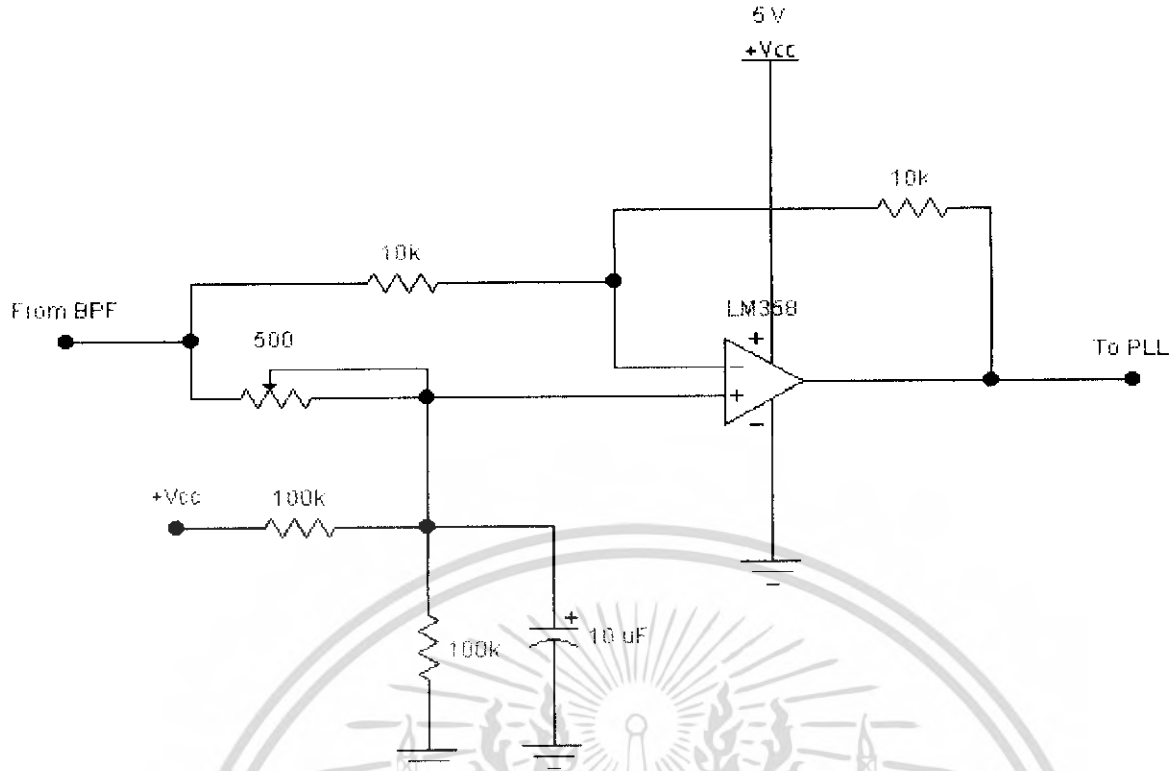 5 V
+Vcc
10k
10k
From BPF
LM358
500
To PLL
+Vcc
100k
100k
10 uF